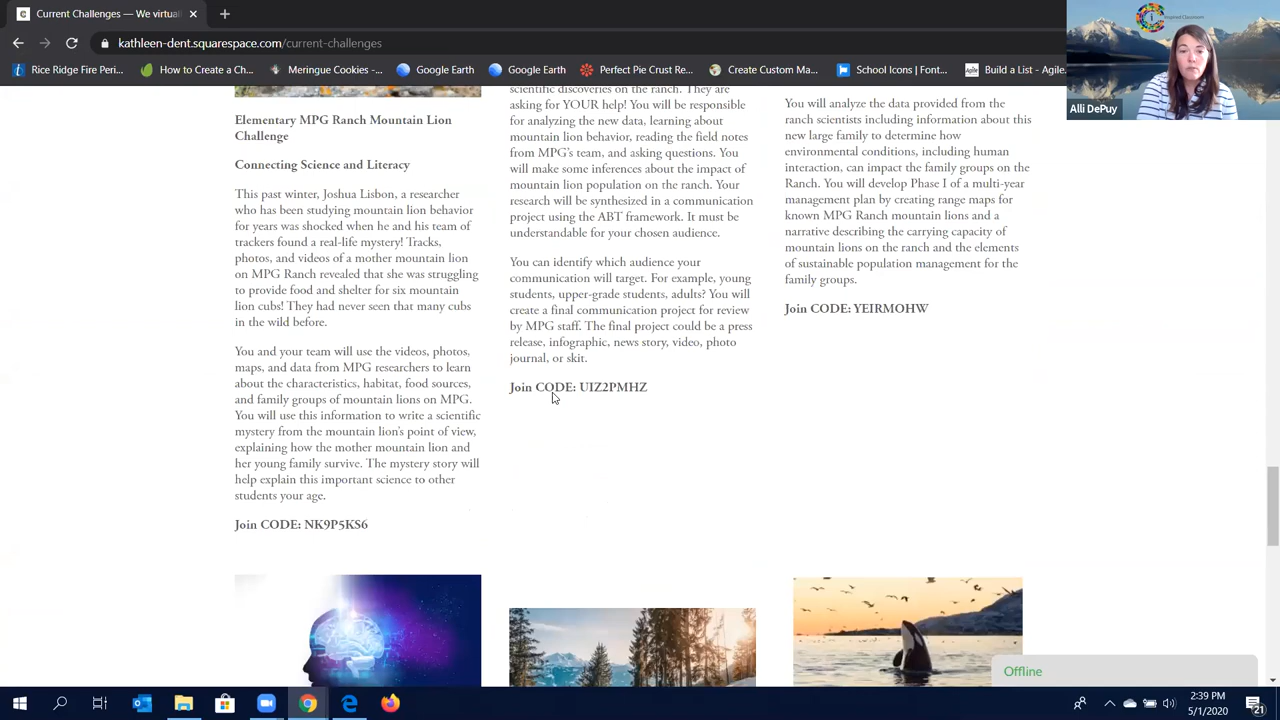 Current Challenges — Vi
kathleen-dent.squarespace.com/current-challenges
Rice Ridge Fire Peri...
How to Create a Ch...
Meringue Cookies...
Google Earth
Google Earth
Perfect Pie Crust Re...
Create Custom Ma...
School Icons | Font...
Build a List - Agile
Alli DePuy
Elementary MPG Ranch Mountain Lion
Challenge
Connecting Science and Literacy
This past winter, Joshua Lisbon, a researcher
who has been studying mountain lion behavior
for years was shocked when he and his team of
trackers found a real-life mystery! Tracks,
photos, and videos of a mother mountain lion
on MPG Ranch revealed that she was struggling
to provide food and shelter for six mountain
lion cubs! They had never seen that many cubs
in the wild before.
You and your team will use the videos, photos,
maps, and data from MPG researchers to learn
about the characteristics, habitat, food sources,
and family groups of mountain lions on MPG.
You will use this information to write a scientific
mystery from the mountain lion's point of view,
explaining how the mother mountain lion and
her young family survive. The mystery story will
help explain this important science to other
students your age.
Join CODE: NK9P5KS6
scientific discoveries on the ranch. They are
asking for YOUR help! You will be responsible
for analyzing the new data, learning about
mountain lion behavior, reading the field notes
from MPG's team, and asking questions. You
will make some inferences about the impact of
mountain lion population on the ranch. Your
research will be synthesized in a communication
project using the ABT framework. It must be
understandable for your chosen audience.
You can identify which audience your
communication will target. For example, young
students, upper-grade students, adults? You will
create a final communication project for review
by MPG staff. The final project could be a press
release, infographic, news story, video, photo
journal, or skit.
Join CODE: UIZ2PMHZ
You will analyze the data provided from the
ranch scientists including information about this
new large family to determine how
environmental conditions, including human
interaction, can impact the family groups on the
Ranch. You will develop Phase I of a multi-year
management plan by creating range maps for
known MPG Ranch mountain lions and a
narrative describing the carrying capacity of
mountain lions on the ranch and the elements
of sustainable population management for the
family groups.
Join CODE: YEIRMOHW
Offline
2:39 PM
5/1/2020
21